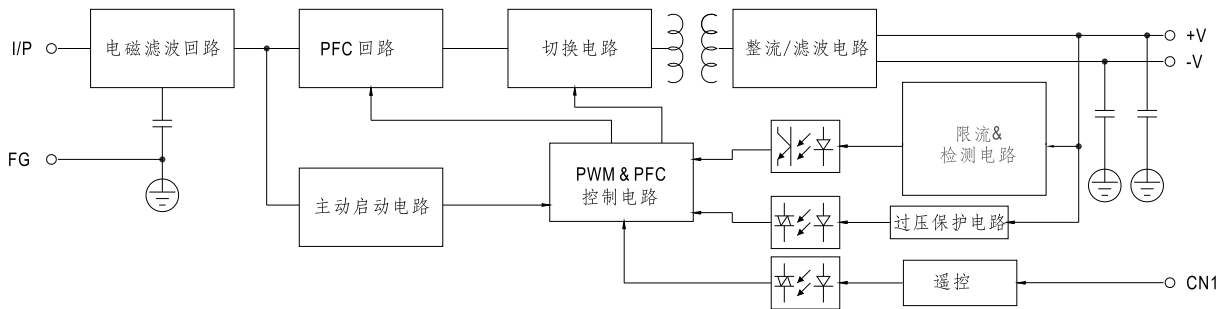 I/P
电磁滤波回路
PFC 回路
切换电路
整流/滤波电路
+V
-V
FG
主动启动电路
PWM & PFC
控制电路
限流&
检测电路
过压保护电路
遥控
CN1